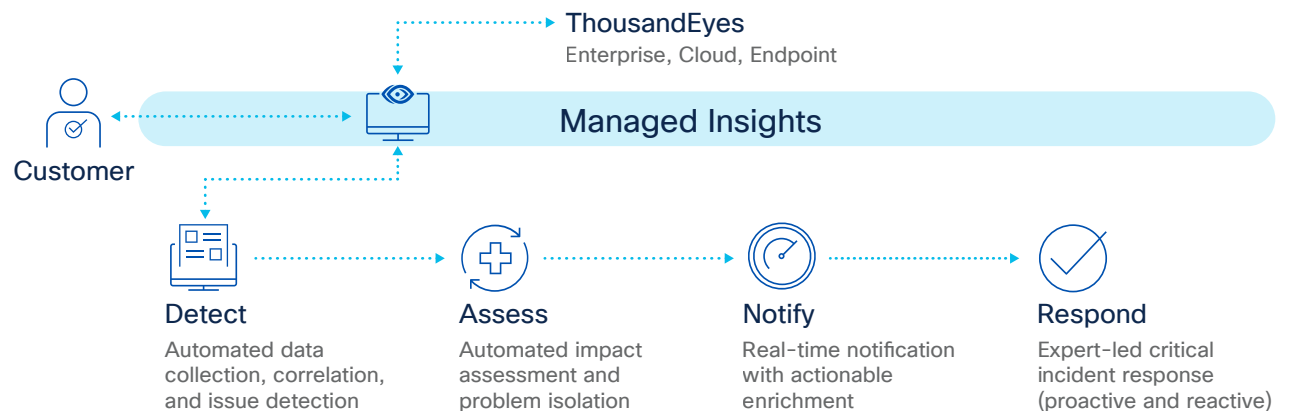 ThousandEyes
Enterprise, Cloud, Endpoint
Managed Insights
Customer
Detect
Automated data
collection, correlation,
and issue detection
Assess
Automated impact
assessment and
problem isolation
Notify
Real-time notification
with actionable
enrichment
Respond
Expert-led critical
incident response
(proactive and reactive)